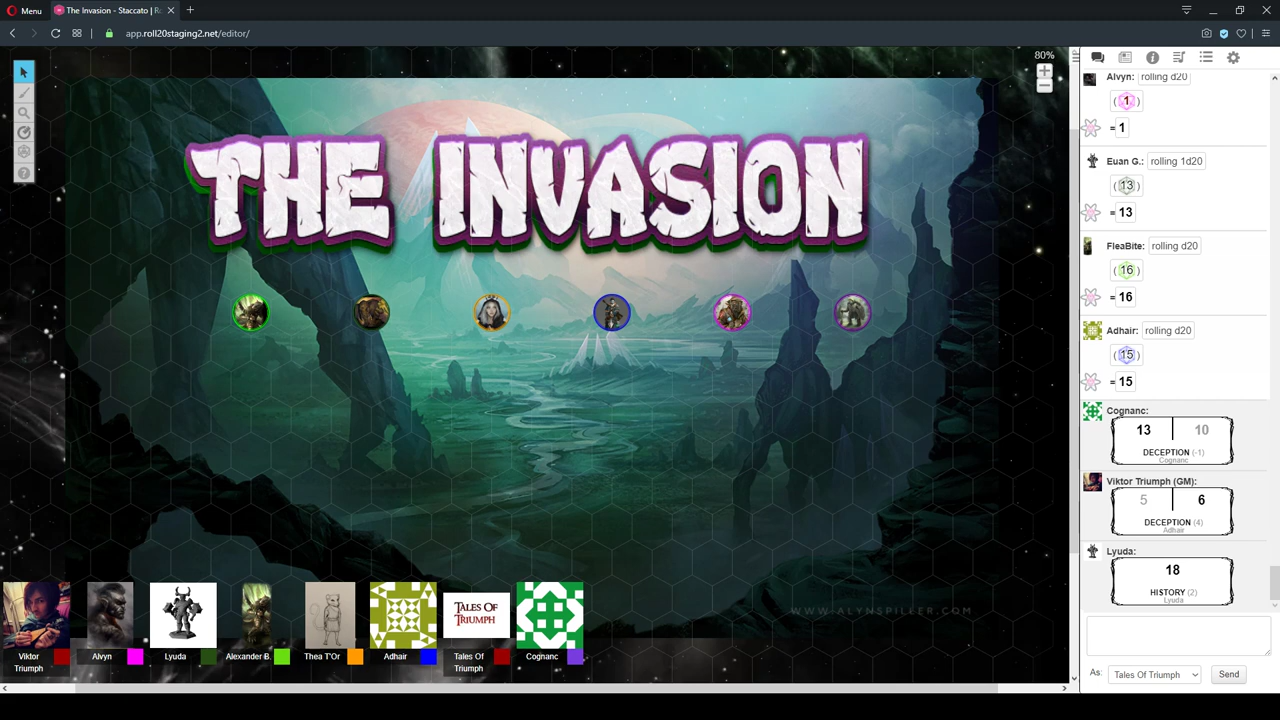 Menu
The Invasion - Staccato | Ro
app.roll20staging2.net/editor/
80%
THE INVASION
WWW.ALYNSPILLER.COM
Alvyn: rolling d20
(1)
=1
Euan G.: rolling 1d20
(13)
=13
FleaBite: rolling d20
(16)
=16
Adhair: rolling d20
(15)
=15
Cognanc:
13 10
DECEPTION (-1)
Cognanc
Viktor Triumph (GM):
5 6
DECEPTION (4)
Adhair
Lyuda:
18
HISTORY (2)
Lyuda
As: Tales Of Triumph Send
TALES OF
TRIUMPH
Viktor
Triumph
Alvyn
Lyuda
Alexander B.
Thea T'Or
Adhair
Tales Of
Triumph
Cognanc